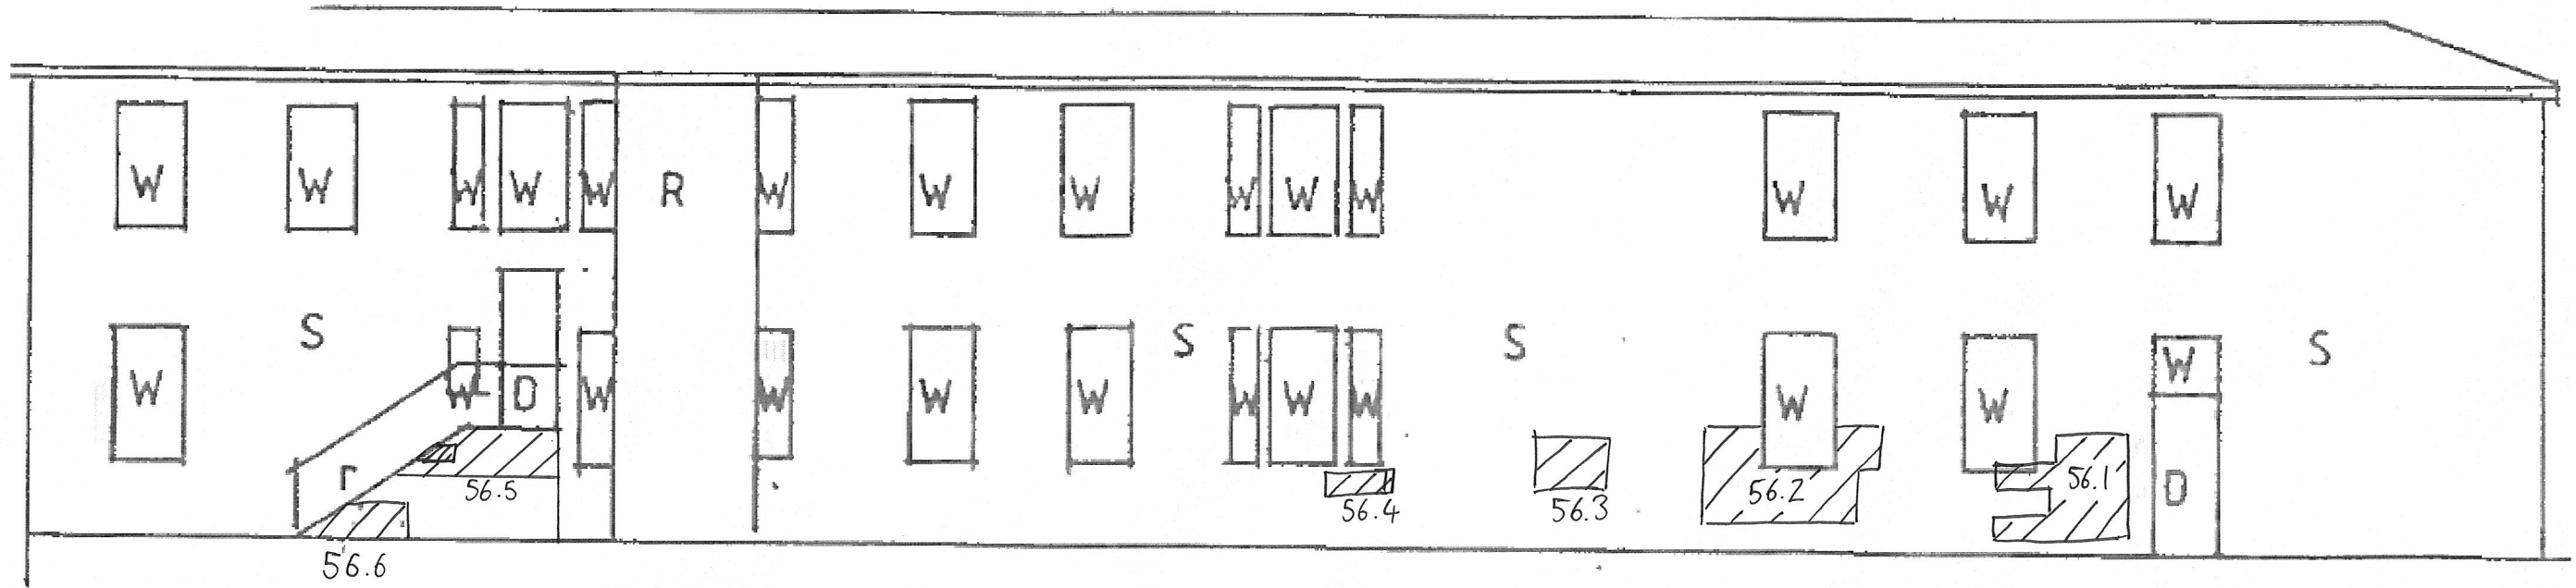 W W W W W R W W W W W W W W W
S S S S
W W D W W W W W W W W W W W
r 56.5 56.4 56.3 56.2 56.1 D
56.6